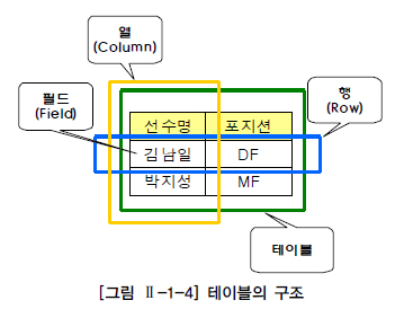 열
(Column)
필드
(Field)
행
(Row)
선수명 포지션
김남일 DF
박지성 MF
테이블
[그림 Ⅱ-1-4] 테이블의 구조